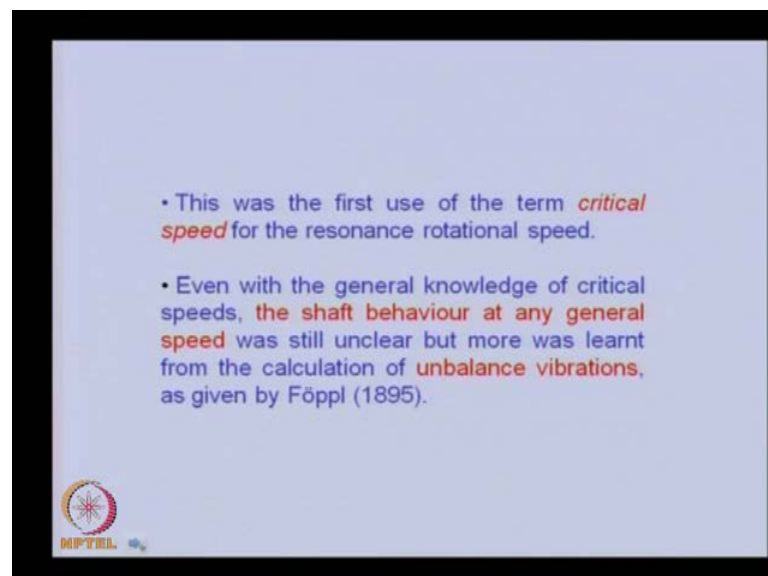 • This was the first use of the term critical
speed for the resonance rotational speed.
• Even with the general knowledge of critical
speeds, the shaft behaviour at any general
speed was still unclear but more was learnt
from the calculation of unbalance vibrations,
as given by Föppl (1895).
NPTEL